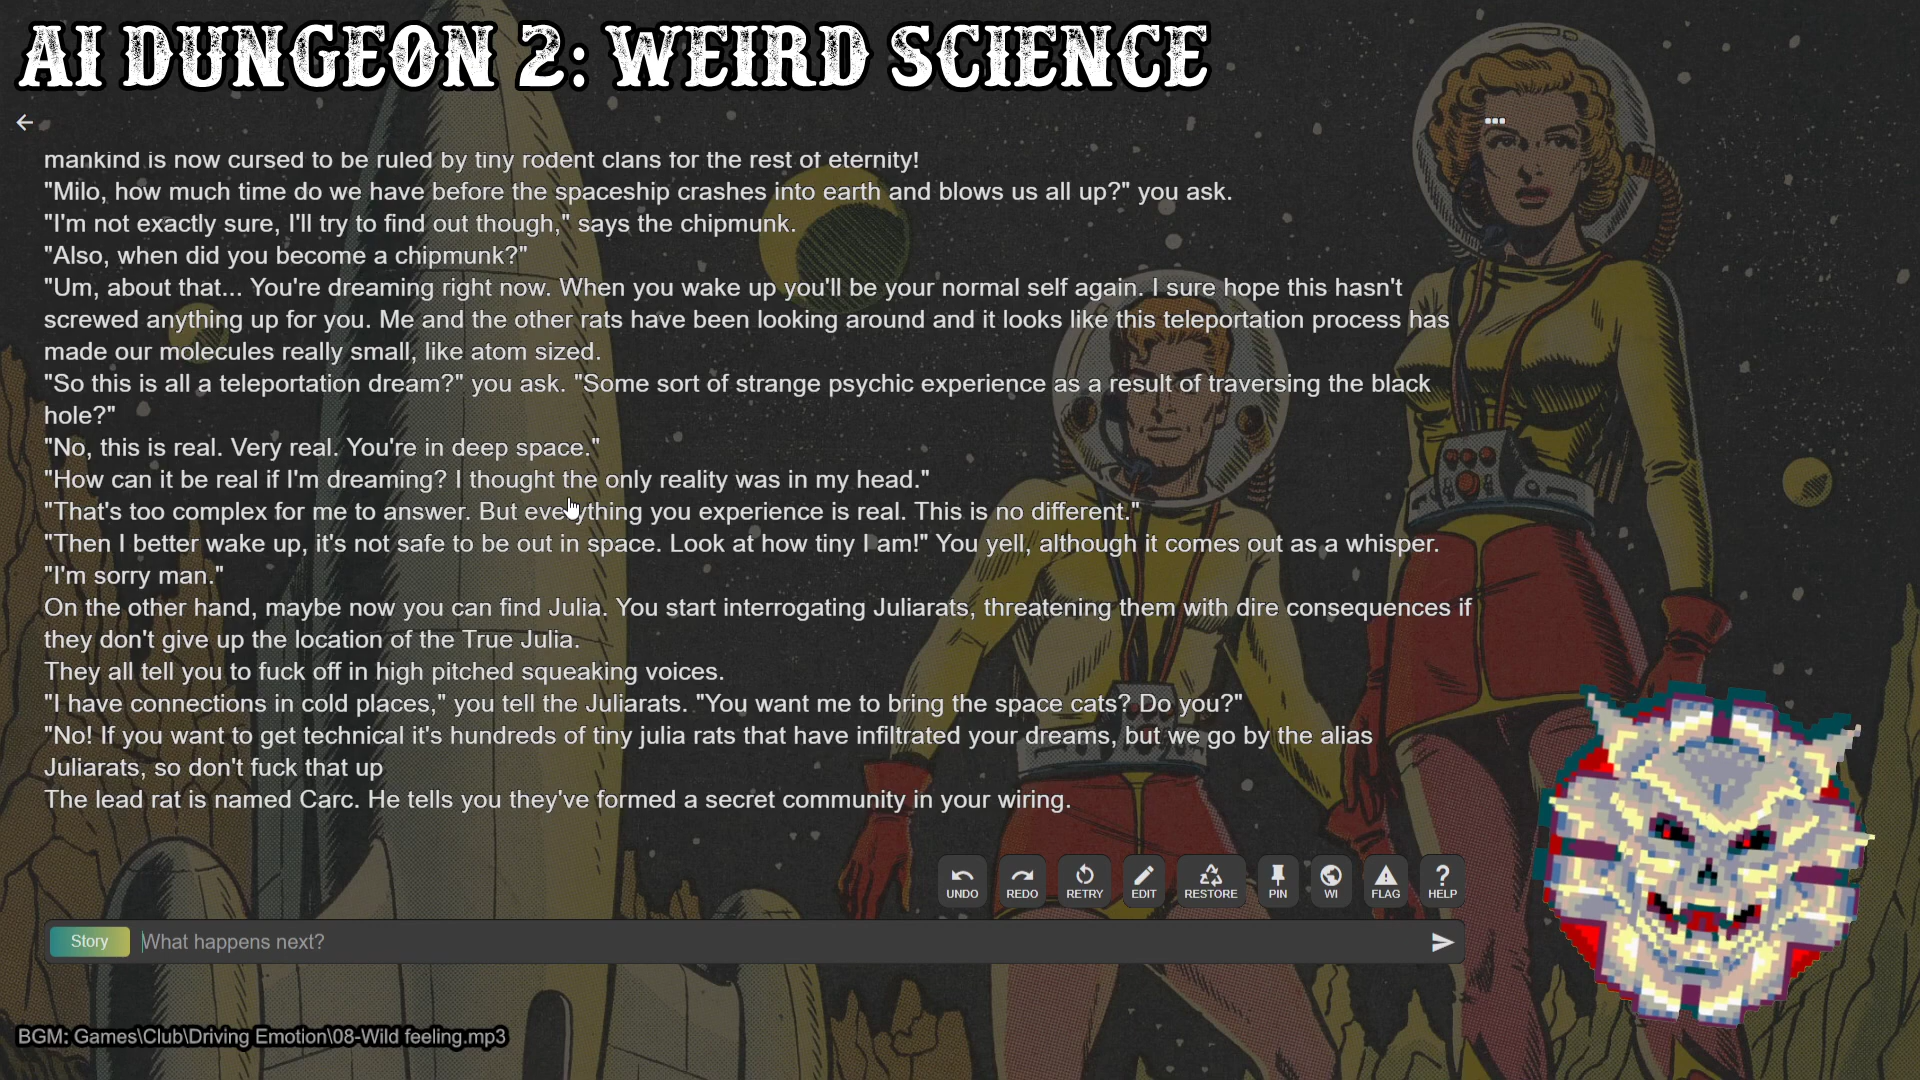 AI DUNGEON 2: WEIRD SCIENCE
mankind is now cursed to be ruled by tiny rodent clans for the rest of eternity!
"Milo, how much time do we have before the spaceship crashes into earth and blows us all up?" you ask.
"I'm not exactly sure, I'll try to find out though," says the chipmunk.
"Also, when did you become a chipmunk?"
"Um, about that... You're dreaming right now. When you wake up you'll be your normal self again. I sure hope this hasn't
screwed anything up for you. Me and the other rats have been looking around and it looks like this teleportation process has
made our molecules really small, like atom sized.
"So this is all a teleportation dream?" you ask. "Some sort of strange psychic experience as a result of traversing the black
hole?"
"No, this is real. Very real. You're in deep space."
"How can it be real if I'm dreaming? I thought the only reality was in my head."
"That's too complex for me to answer. But everything you experience is real. This is no different."
"Then I better wake up, it's not safe to be out in space. Look at how tiny I am!" You yell, although it comes out as a whisper.
"I'm sorry man."
On the other hand, maybe now you can find Julia. You start interrogating Juliarats, threatening them with dire consequences if
they don't give up the location of the True Julia.
They all tell you to fuck off in high pitched squeaking voices.
"I have connections in cold places," you tell the Juliarats. "You want me to bring the space cats? Do you?"
"No! If you want to get technical it's hundreds of tiny julia rats that have infiltrated your dreams, but we go by the alias
Juliarats, so don't fuck that up
The lead rat is named Carc. He tells you they've formed a secret community in your wiring.
UNDO REDO RETRY EDIT RESTORE PIN WI FLAG HELP
Story What happens next?
BGM: Games\Club\Driving Emotion\08-Wild feeling.mp3